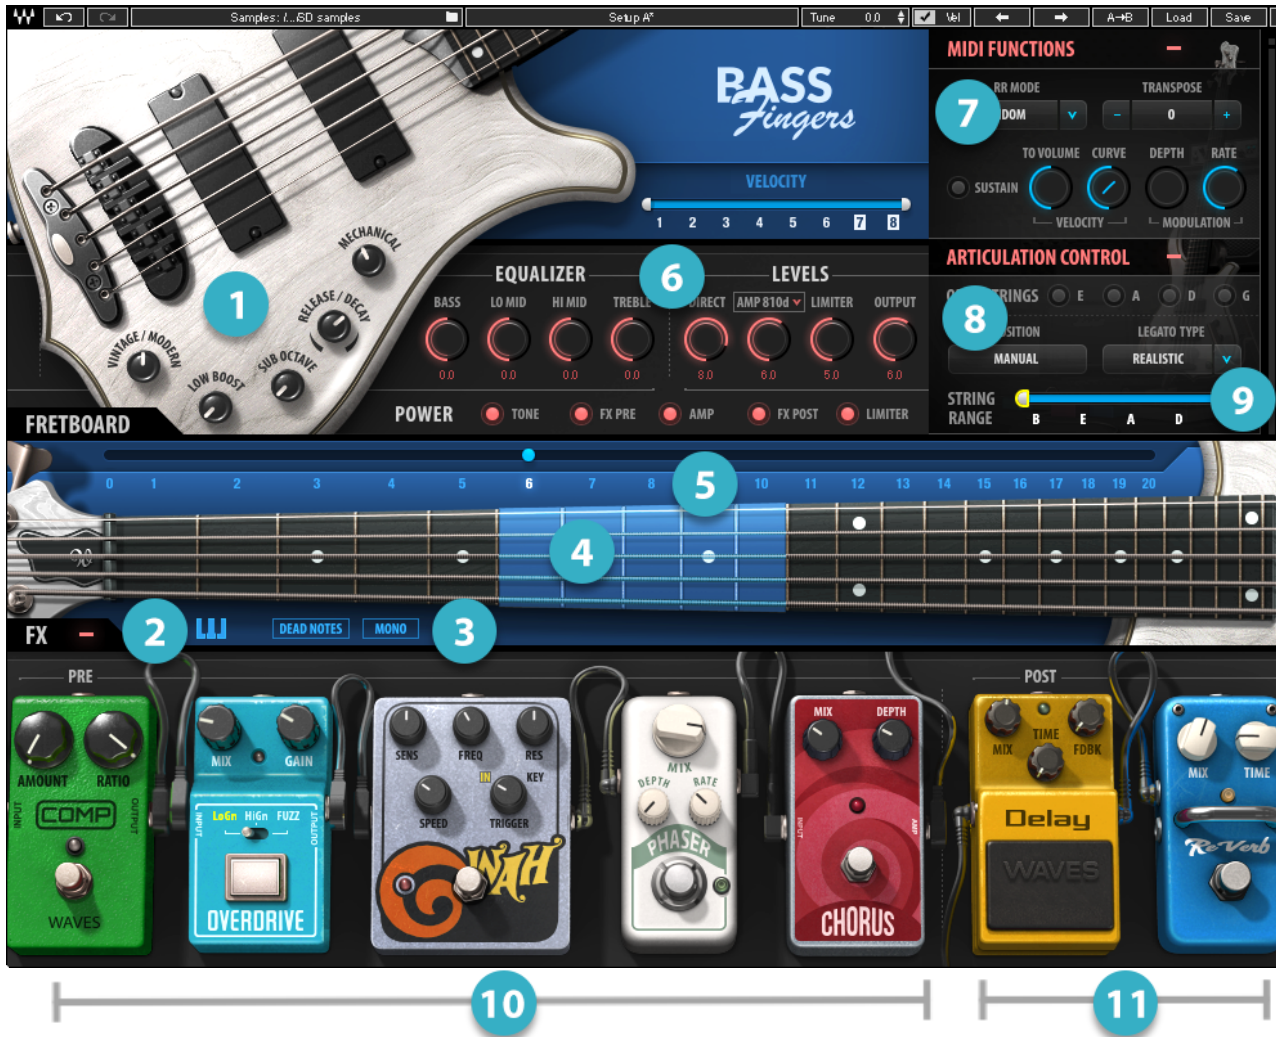 Samples: /.../SD samples
Setup A*
Tune 0.0
Vel
A→B
Load
Save
BASS
Fingers
VELOCITY
1 2 3 4 5 6 7 8
MIDI FUNCTIONS
RR MODE
TRANSPOSE
DOM
- 0 +
7
TO VOLUME CURVE DEPTH RATE
SUSTAIN
VELOCITY MODULATION
ARTICULATION CONTROL
STRINGS E A D G
8
LEGATO TYPE
MANUAL
REALISTIC
STRING
RANGE
B E A D
9
1
MECHANICAL
RELEASE / DECAY
SUB OCTAVE
LOW BOOST
VINTAGE / MODERN
EQUALIZER
6
LEVELS
BASS LO MID HI MID TREBLE DIRECT AMP 810d LIMITER OUTPUT
0.0 0.0 0.0 0.0 8.0 6.0 5.0 6.0
POWER TONE FX PRE AMP FX POST LIMITER
FRETBOARD
0 1 2 3 4 5 6 7 8 10 11 12 13 14 15 16 17 18 19 20
5
4
FX
2
DEAD NOTES
MONO
3
PRE
POST
AMOUNT RATIO
INPUT
OUTPUT
COMP
WAVES
MIX GAIN
LoGn HiGn FUZZ
INPUT
OUTPUT
OVERDRIVE
SENS FREQ RES
IN KEY
SPEED TRIGGER
WAH
MIX
DEPTH RATE
PHASER
MIX DEPTH
INPUT
AMP
CHORUS
MIX TIME FDBK
Delay
WAVES
MIX TIME
ReVerb
10
11